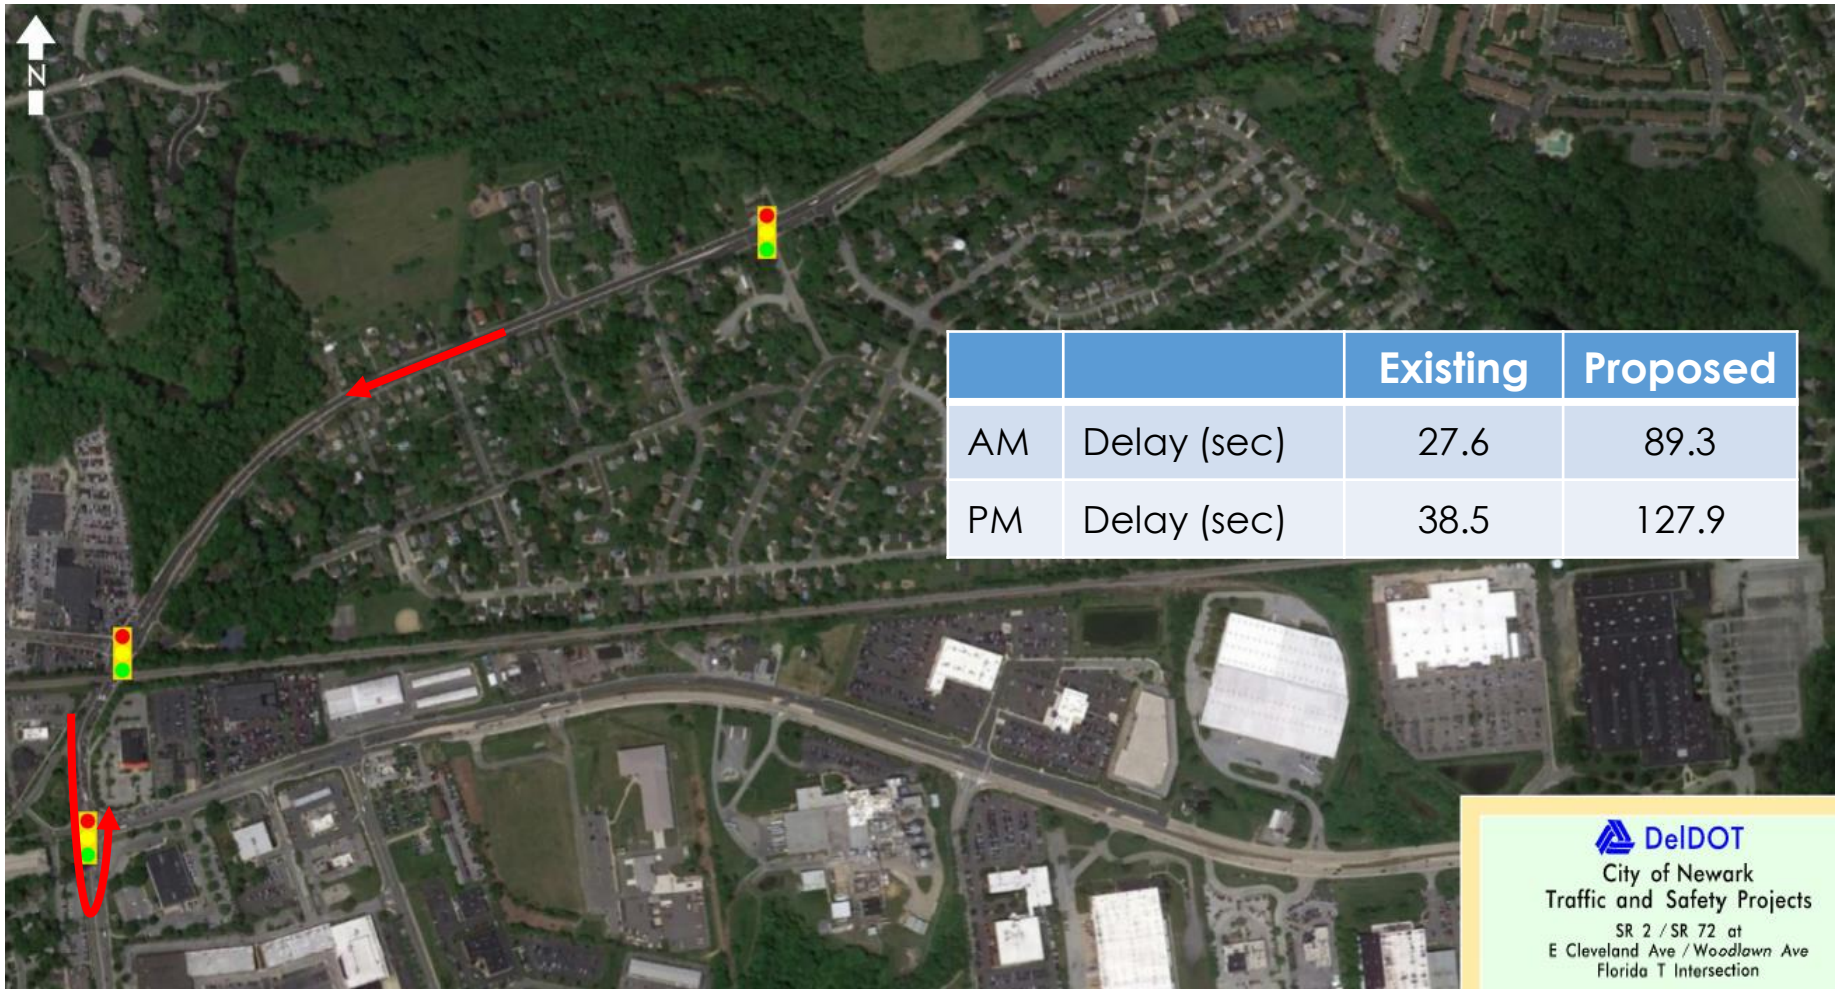 N
Existing Proposed
AM Delay (sec) 27.6 89.3
PM Delay (sec) 38.5 127.9
DelDOT
City of Newark
Traffic and Safety Projects
SR 2 / SR 72 at
E Cleveland Ave / Woodlawn Ave
Florida T Intersection